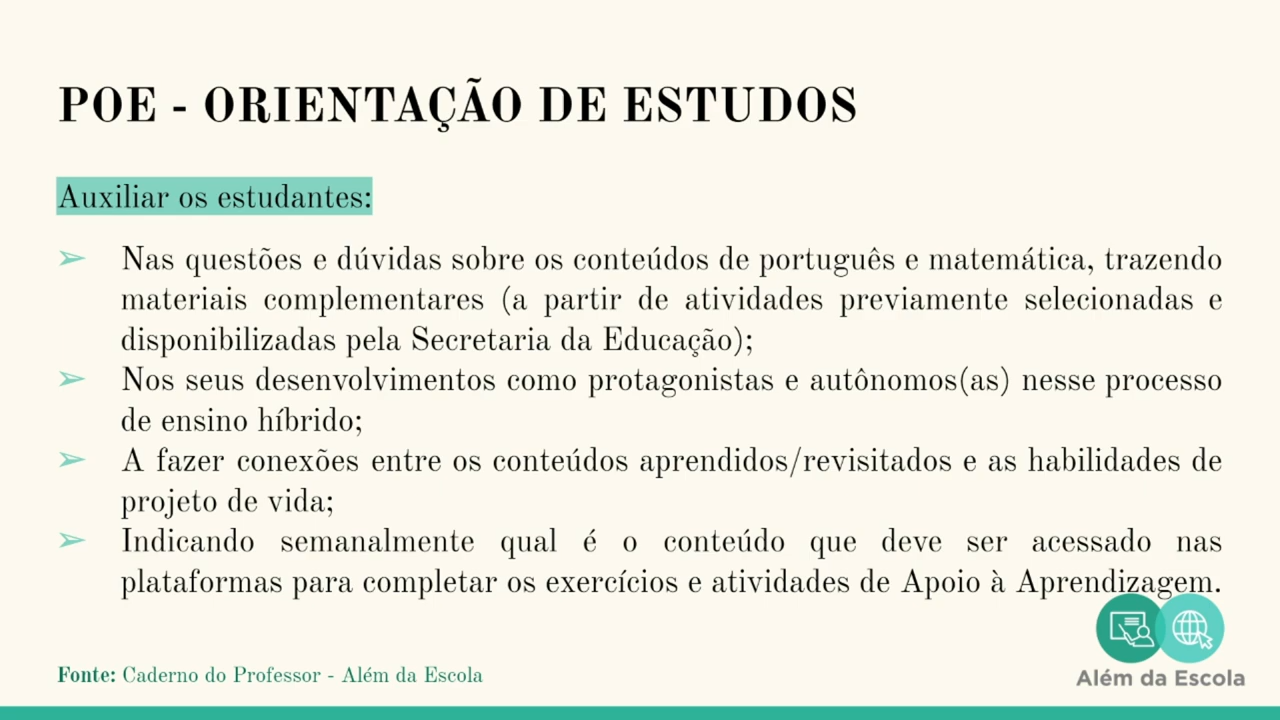 POE - ORIENTAÇÃO DE ESTUDOS
Auxiliar os estudantes:
➢ Nas questões e dúvidas sobre os conteúdos de português e matemática, trazendo
materiais complementares (a partir de atividades previamente selecionadas e
disponibilizadas pela Secretaria da Educação);
➢ Nos seus desenvolvimentos como protagonistas e autônomos(as) nesse processo
de ensino híbrido;
➢ A fazer conexões entre os conteúdos aprendidos/revisitados e as habilidades de
projeto de vida;
➢ Indicando semanalmente qual é o conteúdo que deve ser acessado nas
plataformas para completar os exercícios e atividades de Apoio à Aprendizagem.
Fonte: Caderno do Professor - Além da Escola
Além da Escola